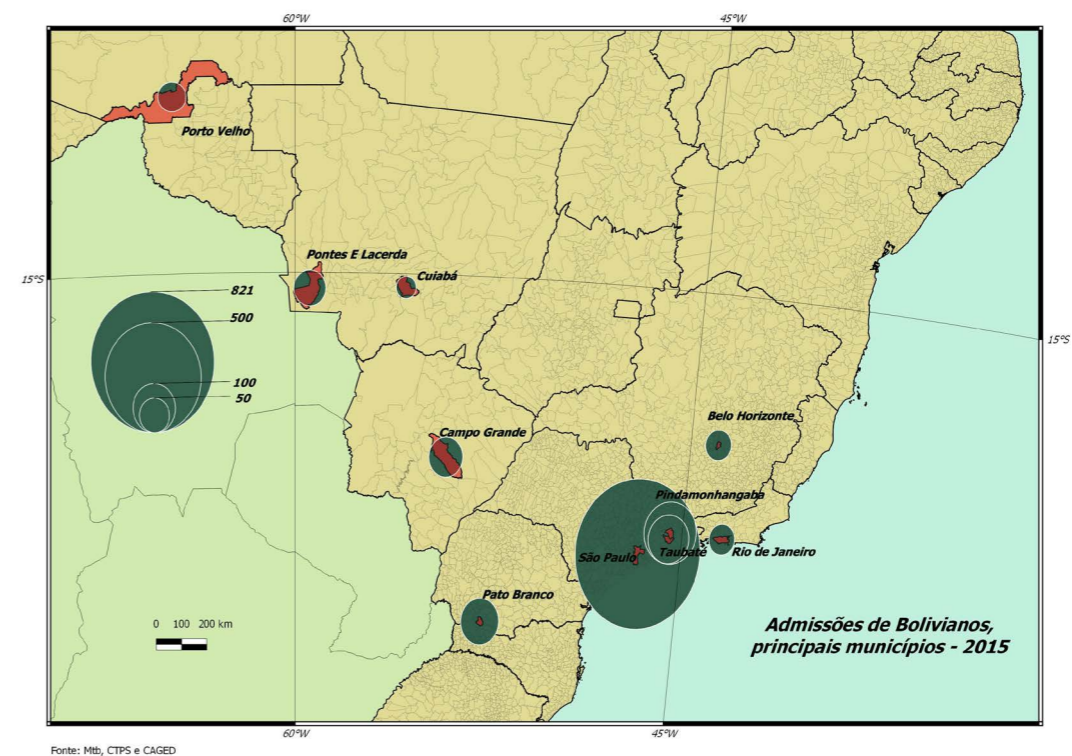 60°W
45°W
Porto Velho
Pontes E Lacerda
Cuiabá
15°S
821
500
15°S
100
50
Belo Horizonte
Campo Grande
Pindamonhangaba
São Paulo
Taubaté
Rio de Janeiro
Pato Branco
0 100 200 km
Admissões de Bolivianos,
principais municípios - 2015
60°W
45°W
Fonte: Mtb, CTPS e CAGED